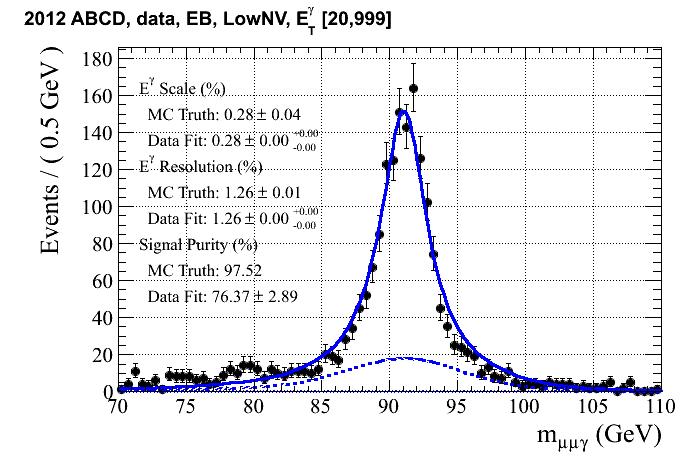 2012 ABCD, data, EB, LowNV, E_T^γ [20,999]
Events / ( 0.5 GeV )
180
160
140
120
100
80
60
40
20
0
E^γ Scale (%)
MC Truth: 0.28 ± 0.04
Data Fit: 0.28 ± 0.00 +0.00 -0.00
E^γ Resolution (%)
MC Truth: 1.26 ± 0.01
Data Fit: 1.26 ± 0.00 +0.00 -0.00
Signal Purity (%)
MC Truth: 97.52
Data Fit: 76.37 ± 2.89
70 75 80 85 90 95 100 105 110
m_μμγ (GeV)